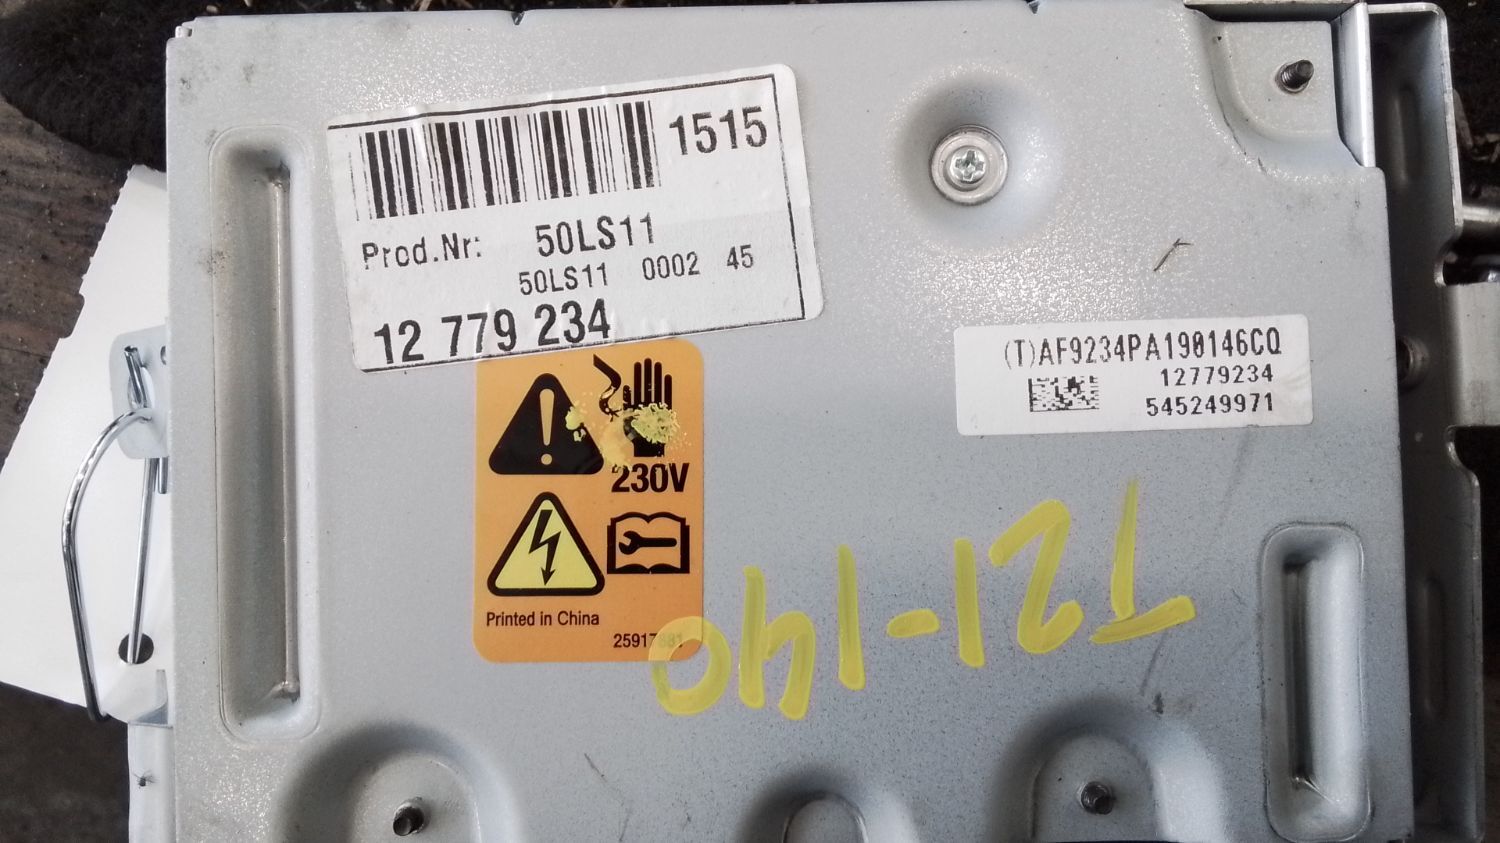 1515
Prod.Nr: 50LS11
50LS11 0002 45
12 779 234
(T)AF9234PA190146CQ
12779234
545249971
230V
Printed in China
T21-140